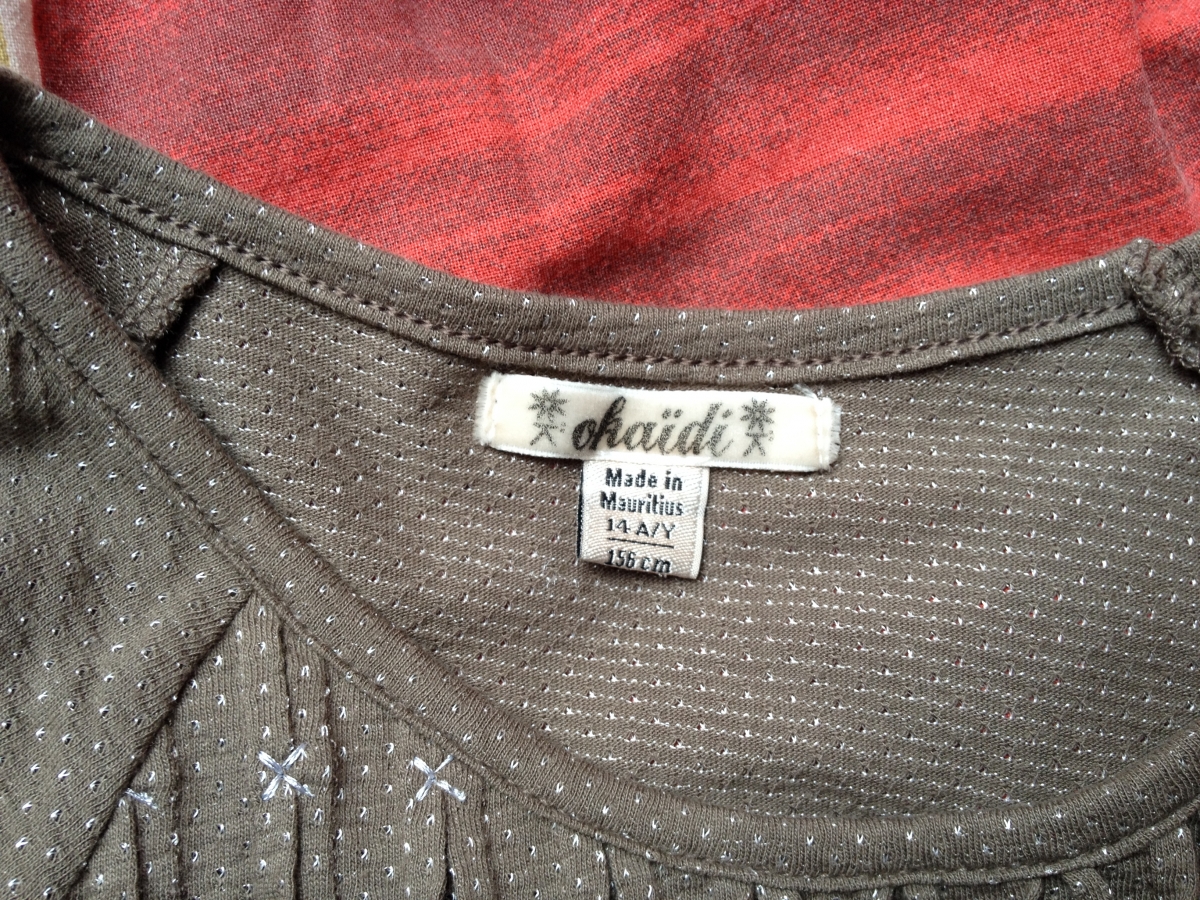 okaïdi
Made in
Mauritius
14 A/Y
156 cm